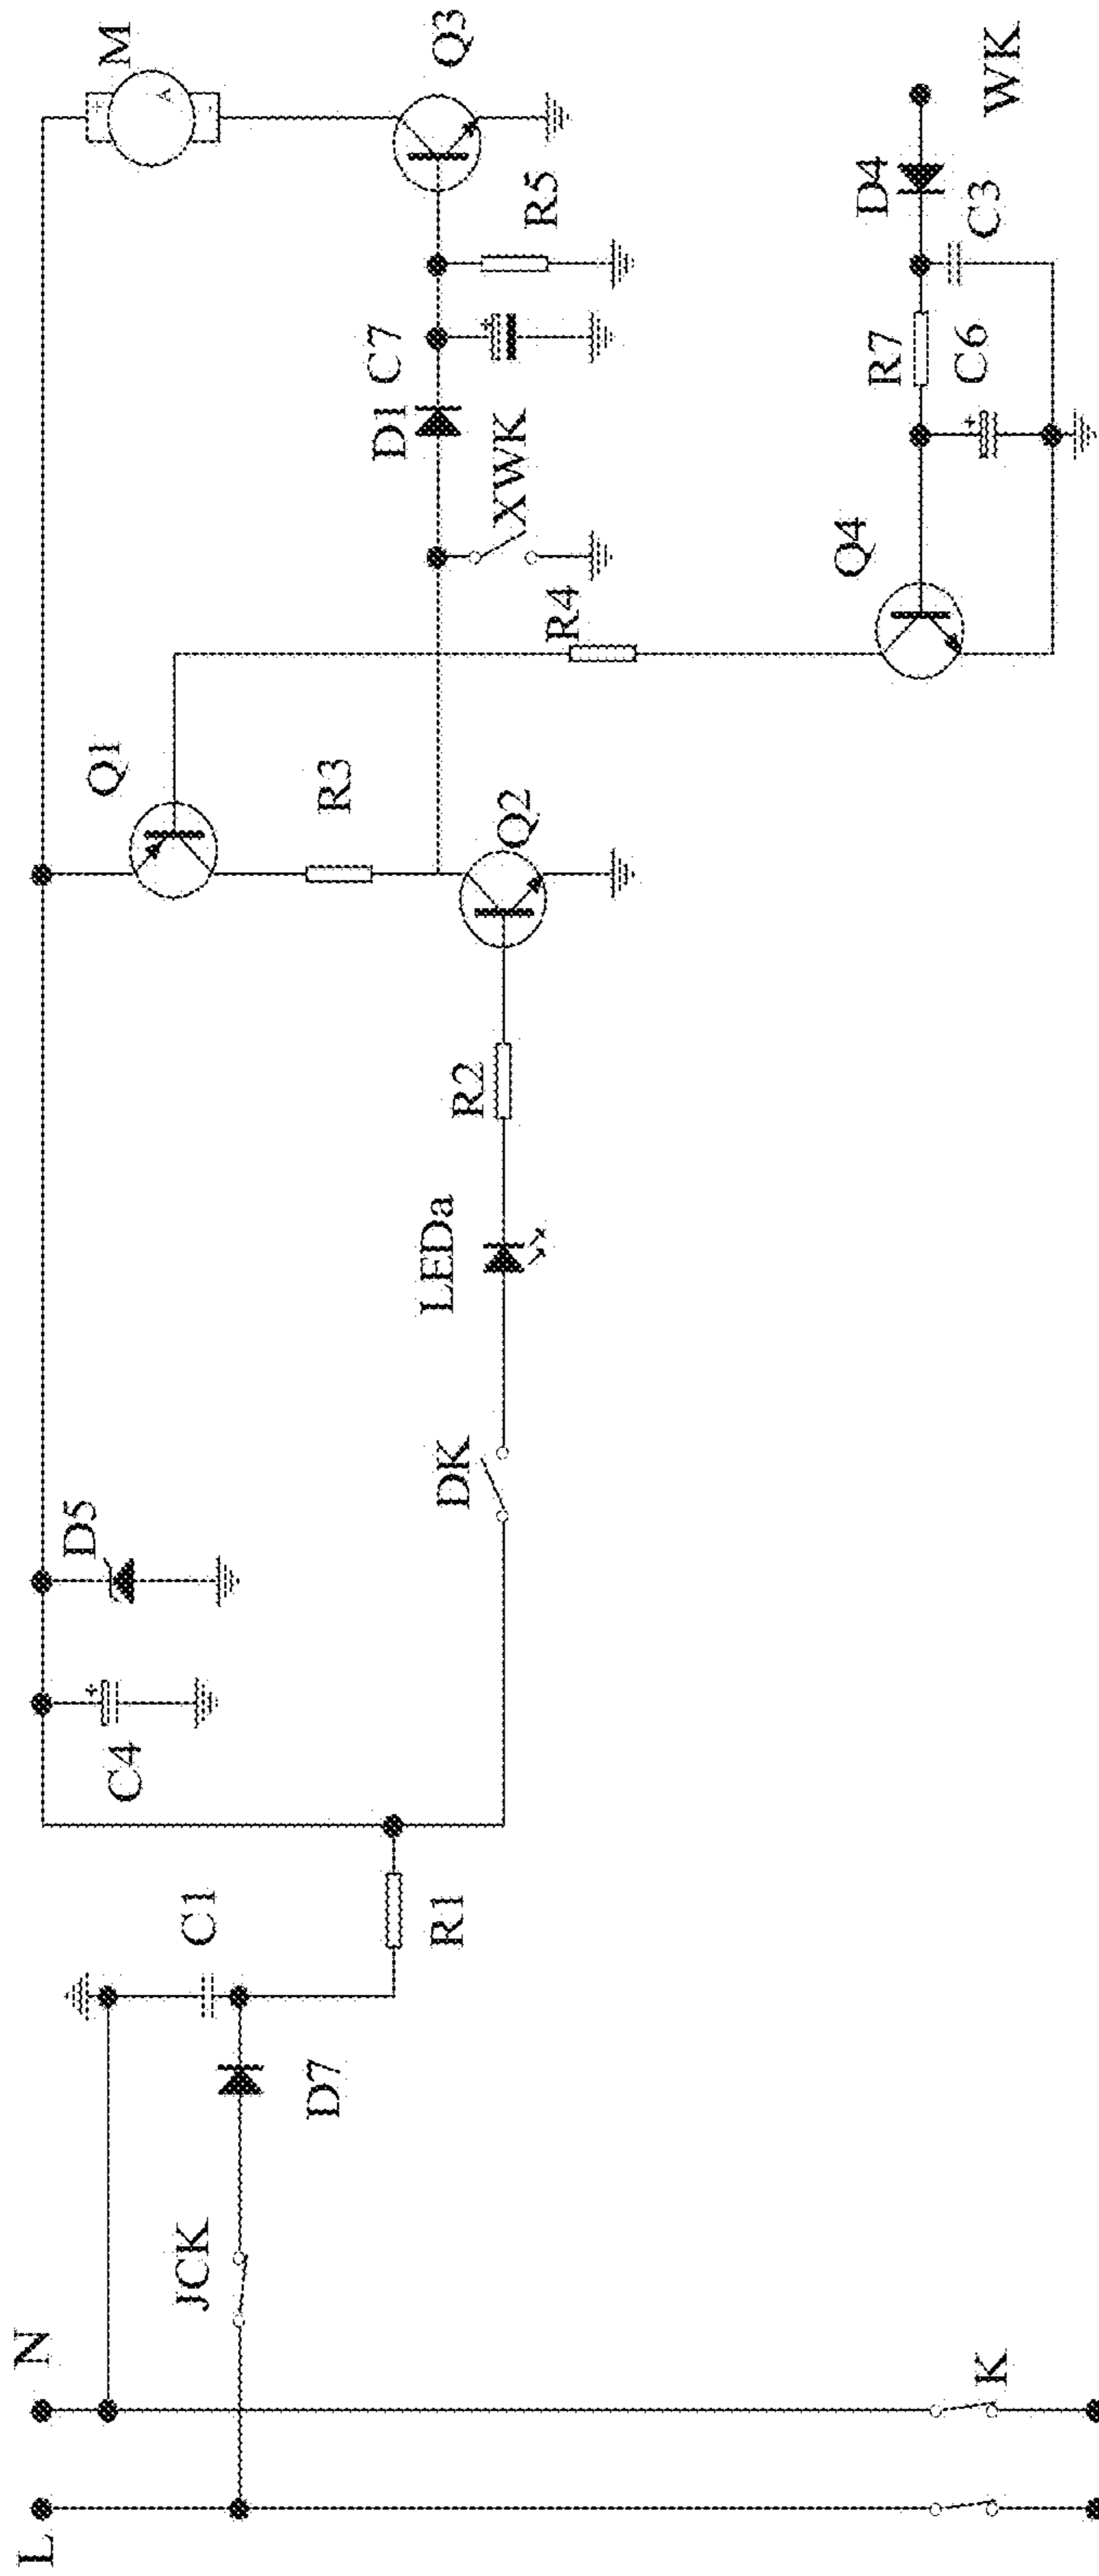 L
N
K
JCK
D7
C1
R1
C4
D5
DK
LEDa
R2
Q2
R3
Q1
R4
XWK
D1
C7
R5
Q3
M
+
A
-
Q4
R7
C6
D4
C3
WK
+
+
+